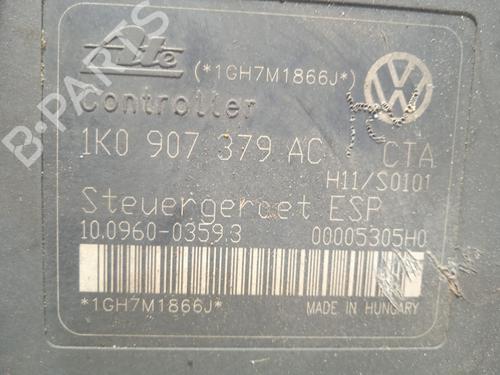 Ate (*1GH7M1866J*)
Controller
1K0 907 379 AC CTA
H11/S0101
Steuergeraet ESP
10.0960-0359.3 00005305H0
*1GH7M1866J* MADE IN HUNGARY
B-PARTS